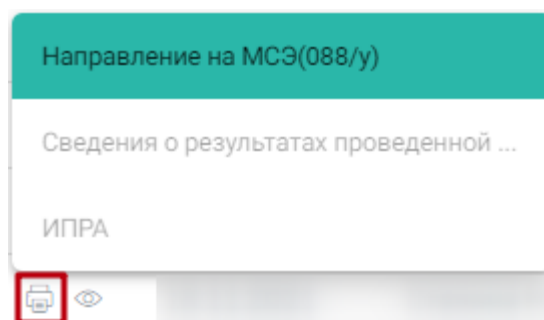 Направление на МСЭ(088/у)
Сведения о результатах проведенной ...
ИПРА